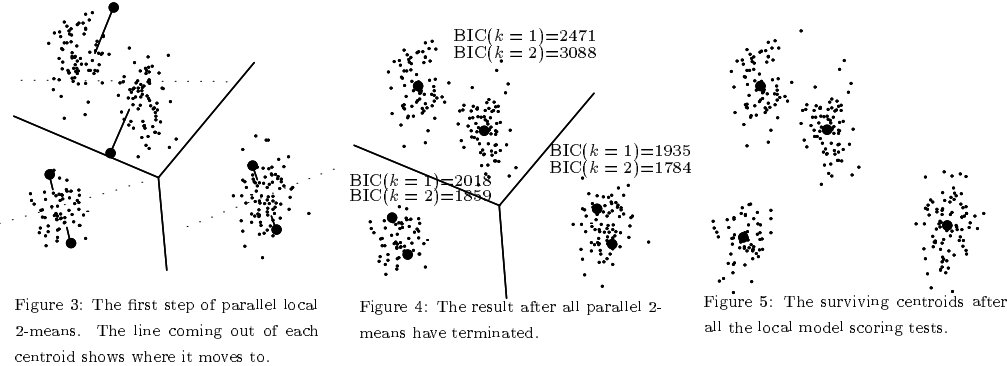 BIC(k = 1)=2471
BIC(k = 2)=3088
BIC(k = 1)=1935
BIC(k = 2)=1784
BIC(k = 1)=2018
BIC(k = 2)=1859
Figure 3: The first step of parallel local
2-means. The line coming out of each
centroid shows where it moves to.
Figure 4: The result after all parallel 2-
means have terminated.
Figure 5: The surviving centroids after
all the local model scoring tests.